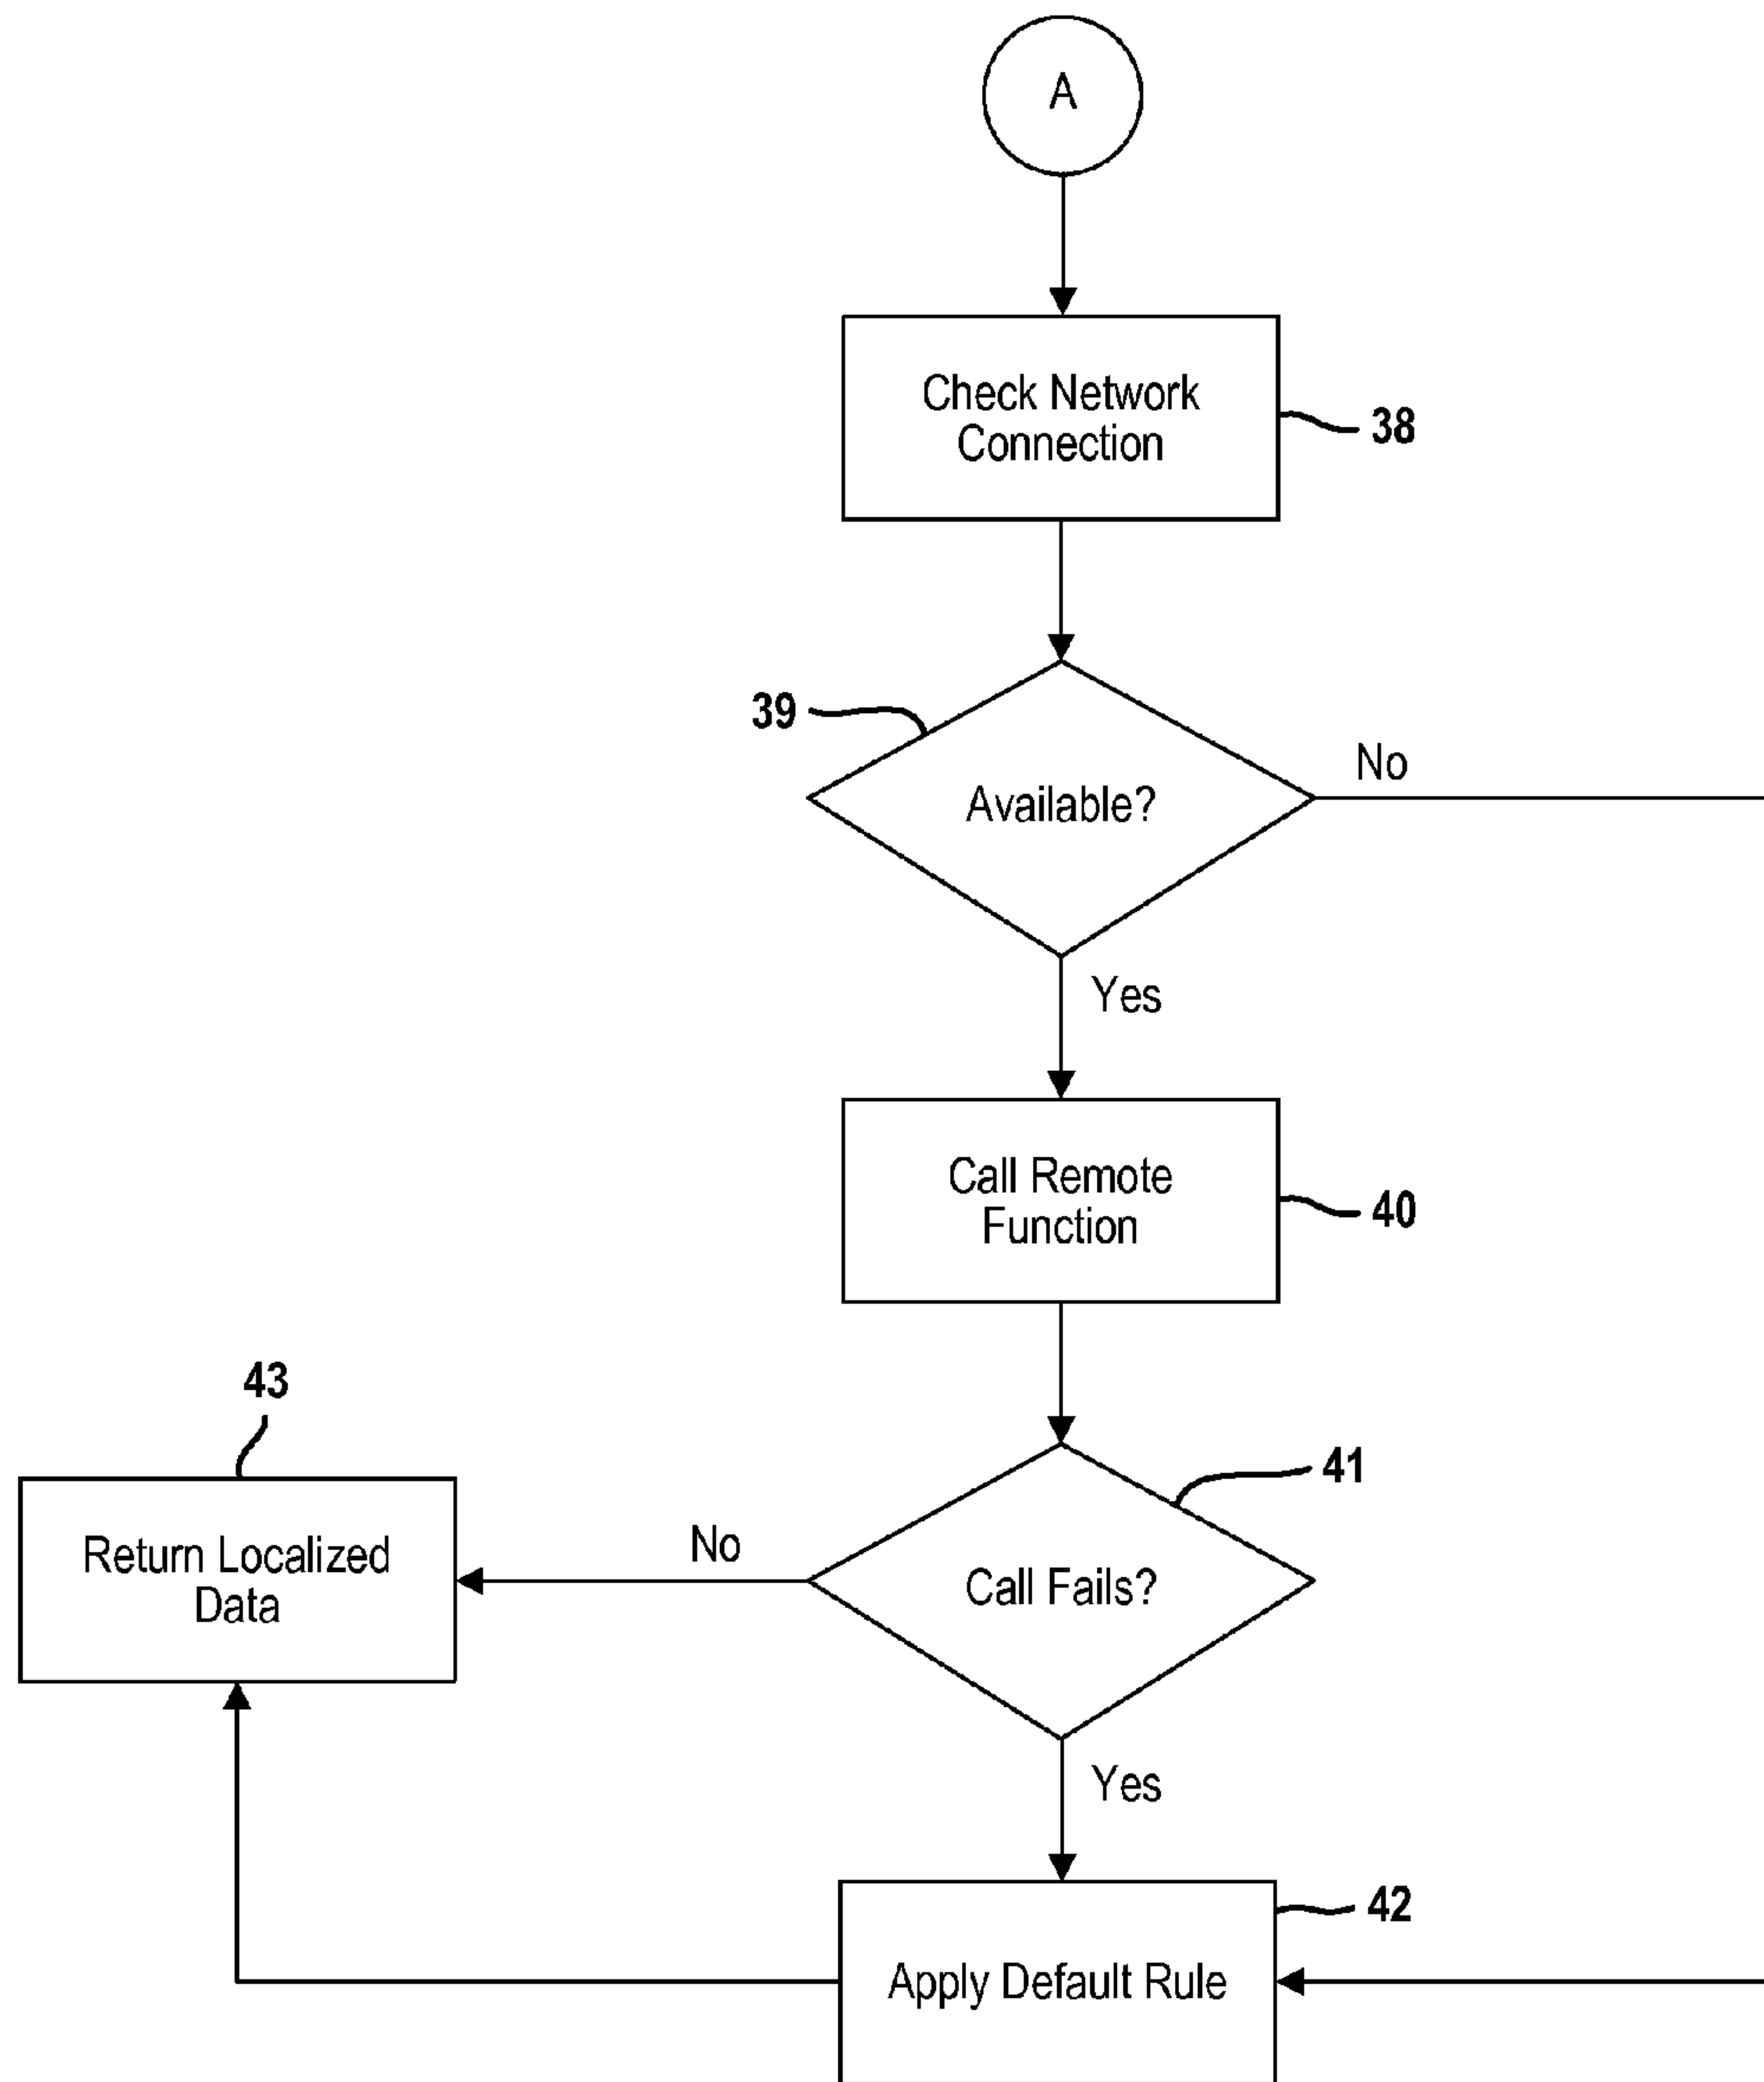 A
Check Network
Connection
38
39
Available?
No
Yes
Call Remote
Function
40
43
41
Return Localized
Data
No
Call Fails?
Yes
42
Apply Default Rule